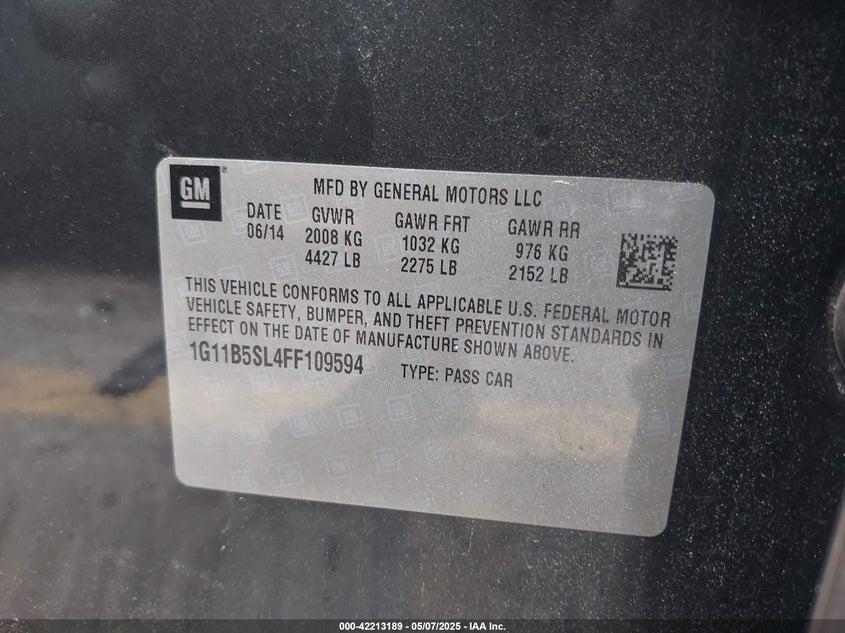 GM ®
MFD BY GENERAL MOTORS LLC
DATE GVWR GAWR FRT GAWR RR
06/14 2008 KG 1032 KG 976 KG
4427 LB 2275 LB 2152 LB
THIS VEHICLE CONFORMS TO ALL APPLICABLE U.S. FEDERAL MOTOR
VEHICLE SAFETY, BUMPER, AND THEFT PREVENTION STANDARDS IN
EFFECT ON THE DATE OF MANUFACTURE SHOWN ABOVE.
1G11B5SL4FF109594 TYPE: PASS CAR
000-42213189 — 05/07/2025 — IAA Inc.